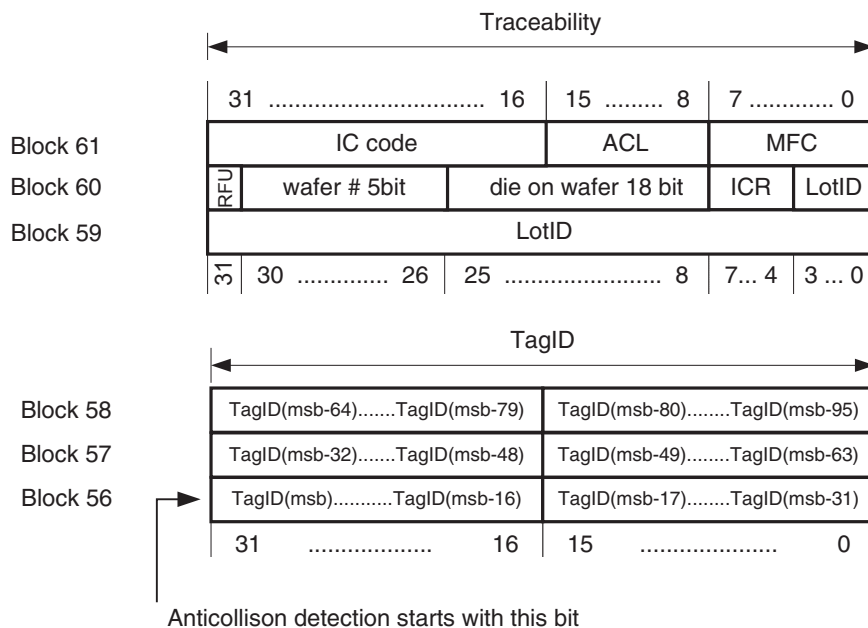 Traceability
31 ................................ 16 15 ......... 8 7 ............. 0
Block 61 IC code ACL MFC
Block 60 RFU wafer # 5bit die on wafer 18 bit ICR LotID
Block 59 LotID
31 30 .............. 26 25 ....................... 8 7... 4 3 ... 0
TagID
Block 58 TagID(msb-64).......TagID(msb-79) TagID(msb-80)........TagID(msb-95)
Block 57 TagID(msb-32).......TagID(msb-48) TagID(msb-49)........TagID(msb-63)
Block 56 TagID(msb)...........TagID(msb-16) TagID(msb-17).......TagID(msb-31)
31 .................. 16 15 .................... 0
Anticollison detection starts with this bit